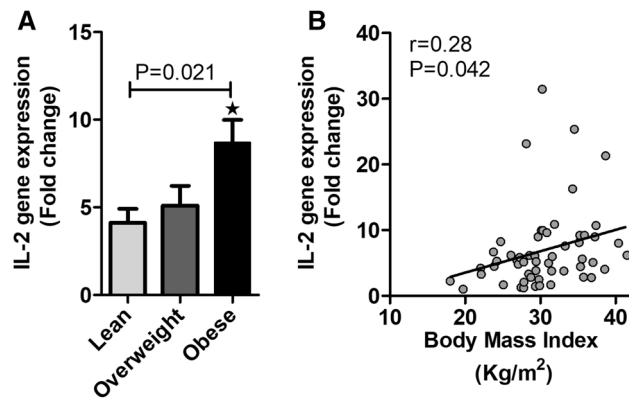 A
IL-2 gene expression
(Fold change)
15
10
5
0
P=0.021
★
Lean
Overweight
Obese
B
IL-2 gene expression
(Fold change)
40
30
20
10
0
r=0.28
P=0.042
10
20
30
40
Body Mass Index
(Kg/m²)